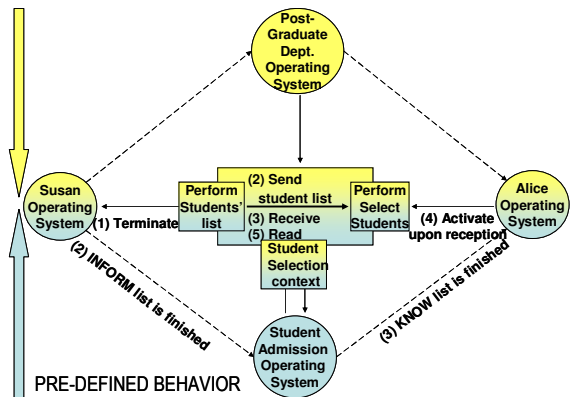 Post-
Graduate
Dept.
Operating
System
Susan
Operating
System
Perform
Students'
list
(2) Send
student list
(3) Receive
(5) Read
Perform
Select
Students
Alice
Operating
System
(1) Terminate
(4) Activate
upon reception
Student
Selection
context
(2) INFORM list is finished
(3) KNOW list is finished
Student
Admission
Operating
System
PRE-DEFINED BEHAVIOR